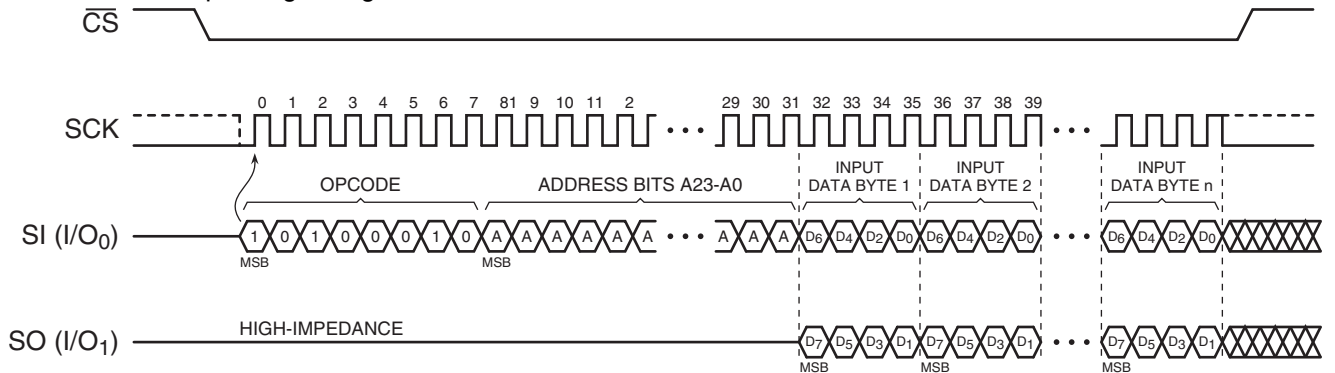 CS
0 1 2 3 4 5 6 7 81 9 10 11 2 29 30 31 32 33 34 35 36 37 38 39
SCK
OPCODE ADDRESS BITS A23-A0 INPUT DATA BYTE 1 INPUT DATA BYTE 2 INPUT DATA BYTE n
SI (I/O0) 1 0 1 0 0 0 1 0 A A A A A A A A A D6 D4 D2 D0 D6 D4 D2 D0 D6 D4 D2 D0
MSB MSB
HIGH-IMPEDANCE
SO (I/O1) D7 D5 D3 D1 D7 D5 D3 D1 D7 D5 D3 D1
MSB MSB MSB